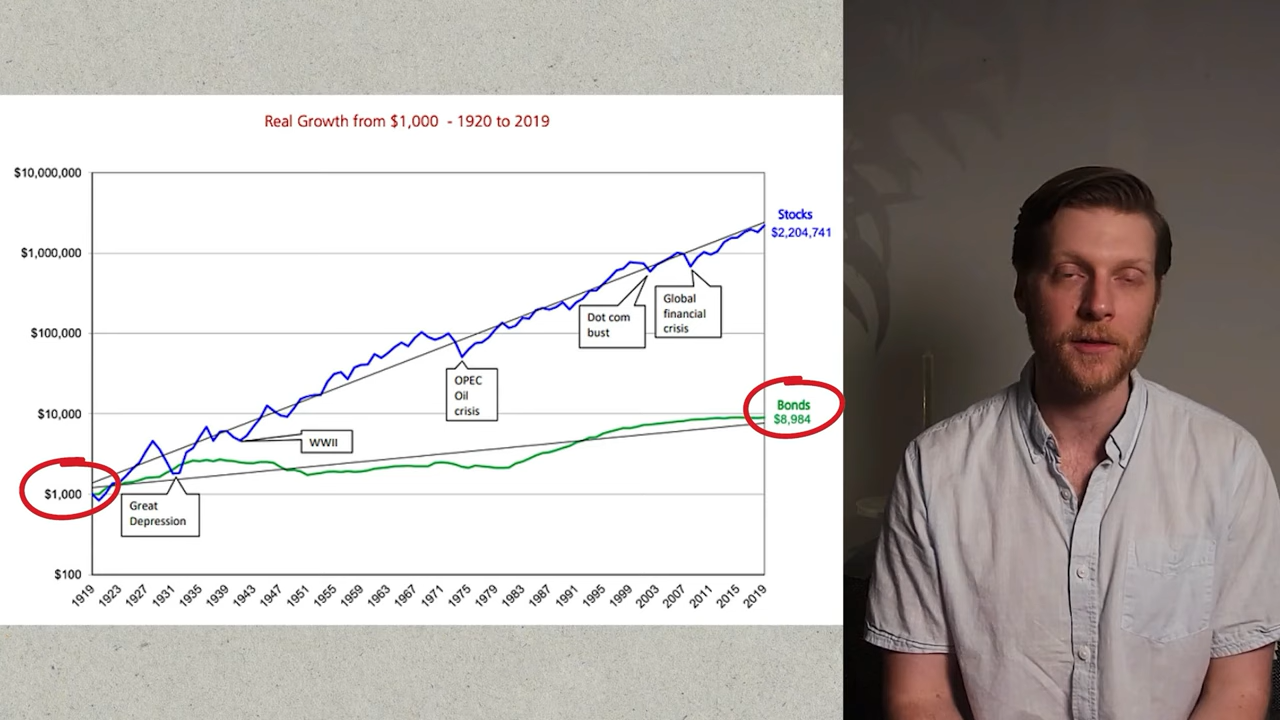 Real Growth from $1,000 - 1920 to 2019
$10,000,000
$1,000,000
$100,000
$10,000
$1,000
$100
Stocks
$2,204,741
Dot com
bust
Global
financial
crisis
OPEC
Oil
crisis
Bonds
$8,984
WWII
Great
Depression
1919
1923
1927
1931
1935
1939
1943
1947
1951
1955
1959
1963
1967
1971
1975
1979
1983
1987
1991
1995
1999
2003
2007
2011
2015
2019